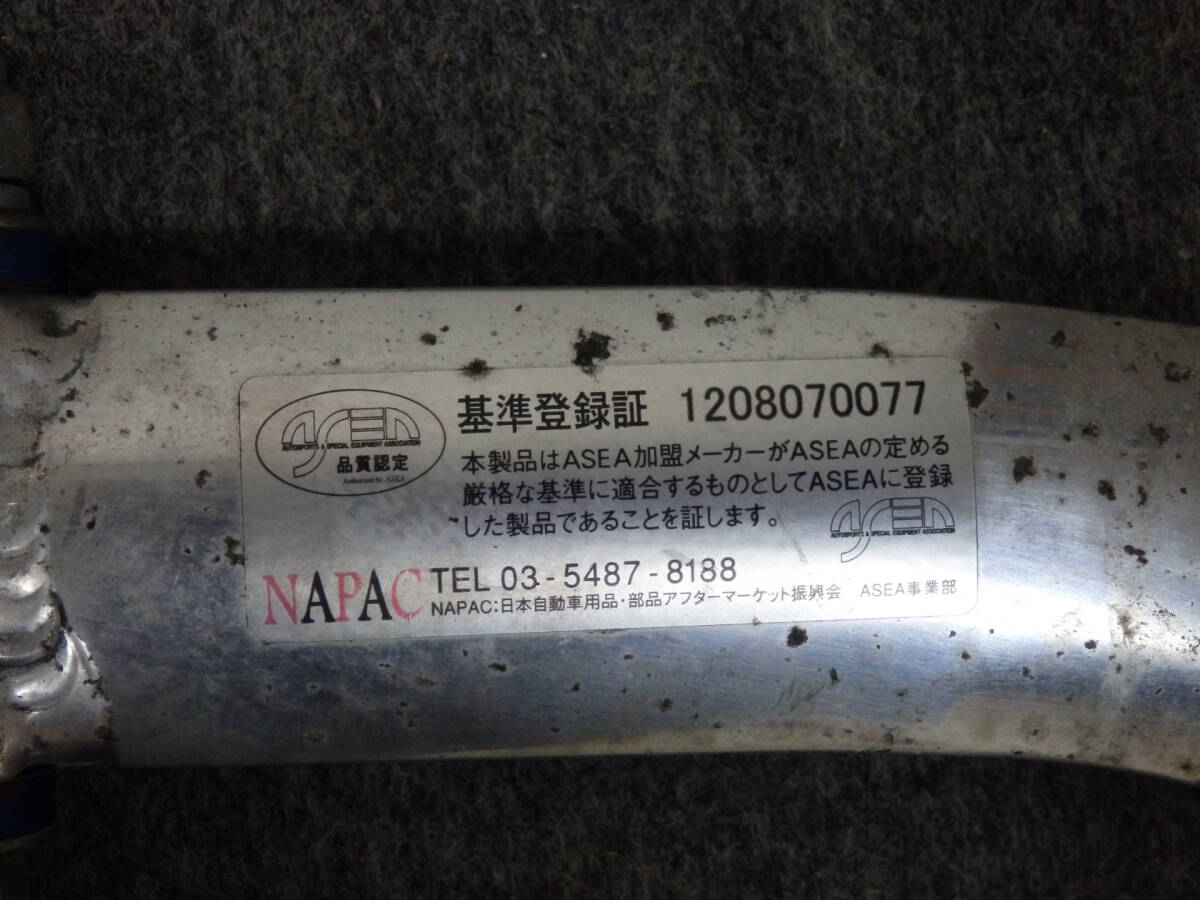 ASEA
AUTOSPORTS & SPECIAL EQUIPMENT ASSOCIATION
品質認定
Authorized by ASEA
基準登録証 1208070077
本製品はASEA加盟メーカーがASEAの定める
厳格な基準に適合するものとしてASEAに登録
した製品であることを証します。
ASEA
AUTOSPORTS & SPECIAL EQUIPMENT ASSOCIATION
NAPAC TEL 03-5487-8188
NAPAC:日本自動車用品・部品アフターマーケット振興会 ASEA事業部